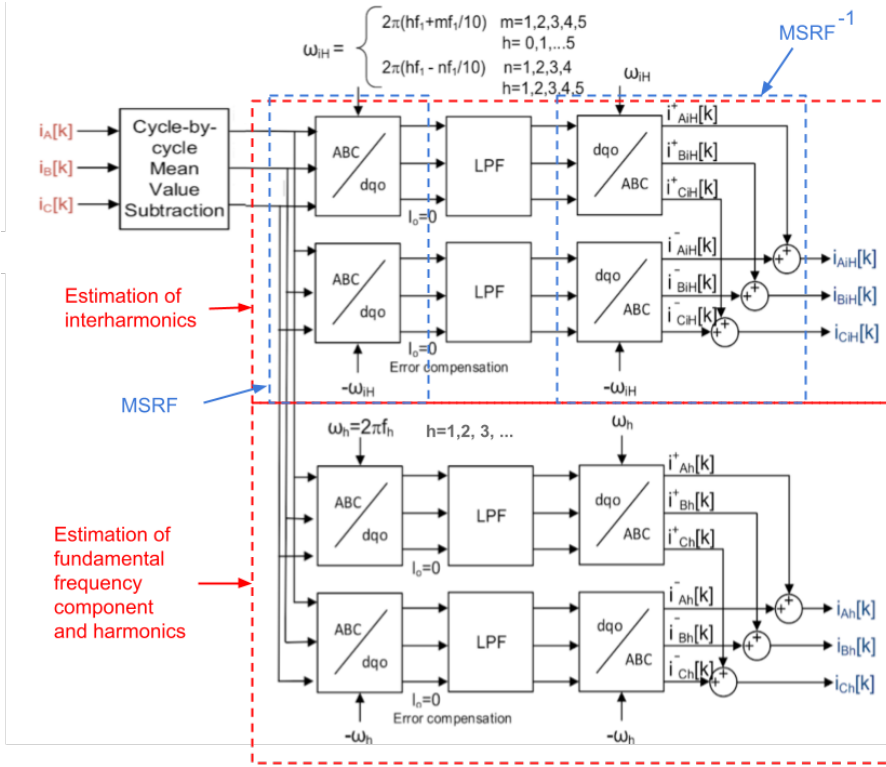 ω_iH =
2π(hf₁+mf₁/10) m=1,2,3,4,5
h= 0,1,...5
2π(hf₁ - nf₁/10) n=1,2,3,4
h=1,2,3,4,5
MSRF⁻¹
ω_iH
i_A[k]
i_B[k]
i_C[k]
Cycle-by-
cycle
Mean
Value
Subtraction
ABC
dqo
LPF
dqo
ABC
i⁺_AiH[k]
i⁺_BiH[k]
i⁺_CiH[k]
I_o=0
ABC
dqo
LPF
dqo
ABC
i⁻_AiH[k]
i⁻_BiH[k]
i⁻_CiH[k]
+ +
+ +
+ +
i_AiH[k]
i_BiH[k]
i_CiH[k]
I_o=0
Error compensation
-ω_iH
-ω_iH
Estimation of
interharmonics
MSRF
ω_h=2πf_h h=1,2, 3, ...
ω_h
ABC
dqo
LPF
dqo
ABC
i⁺_Ah[k]
i⁺_Bh[k]
i⁺_Ch[k]
I_o=0
Estimation of
fundamental
frequency
component
and harmonics
ABC
dqo
LPF
dqo
ABC
i⁻_Ah[k]
i⁻_Bh[k]
i⁻_Ch[k]
+ +
+ +
+ +
i_Ah[k]
i_Bh[k]
i_Ch[k]
I_o=0
Error compensation
-ω_h
-ω_h